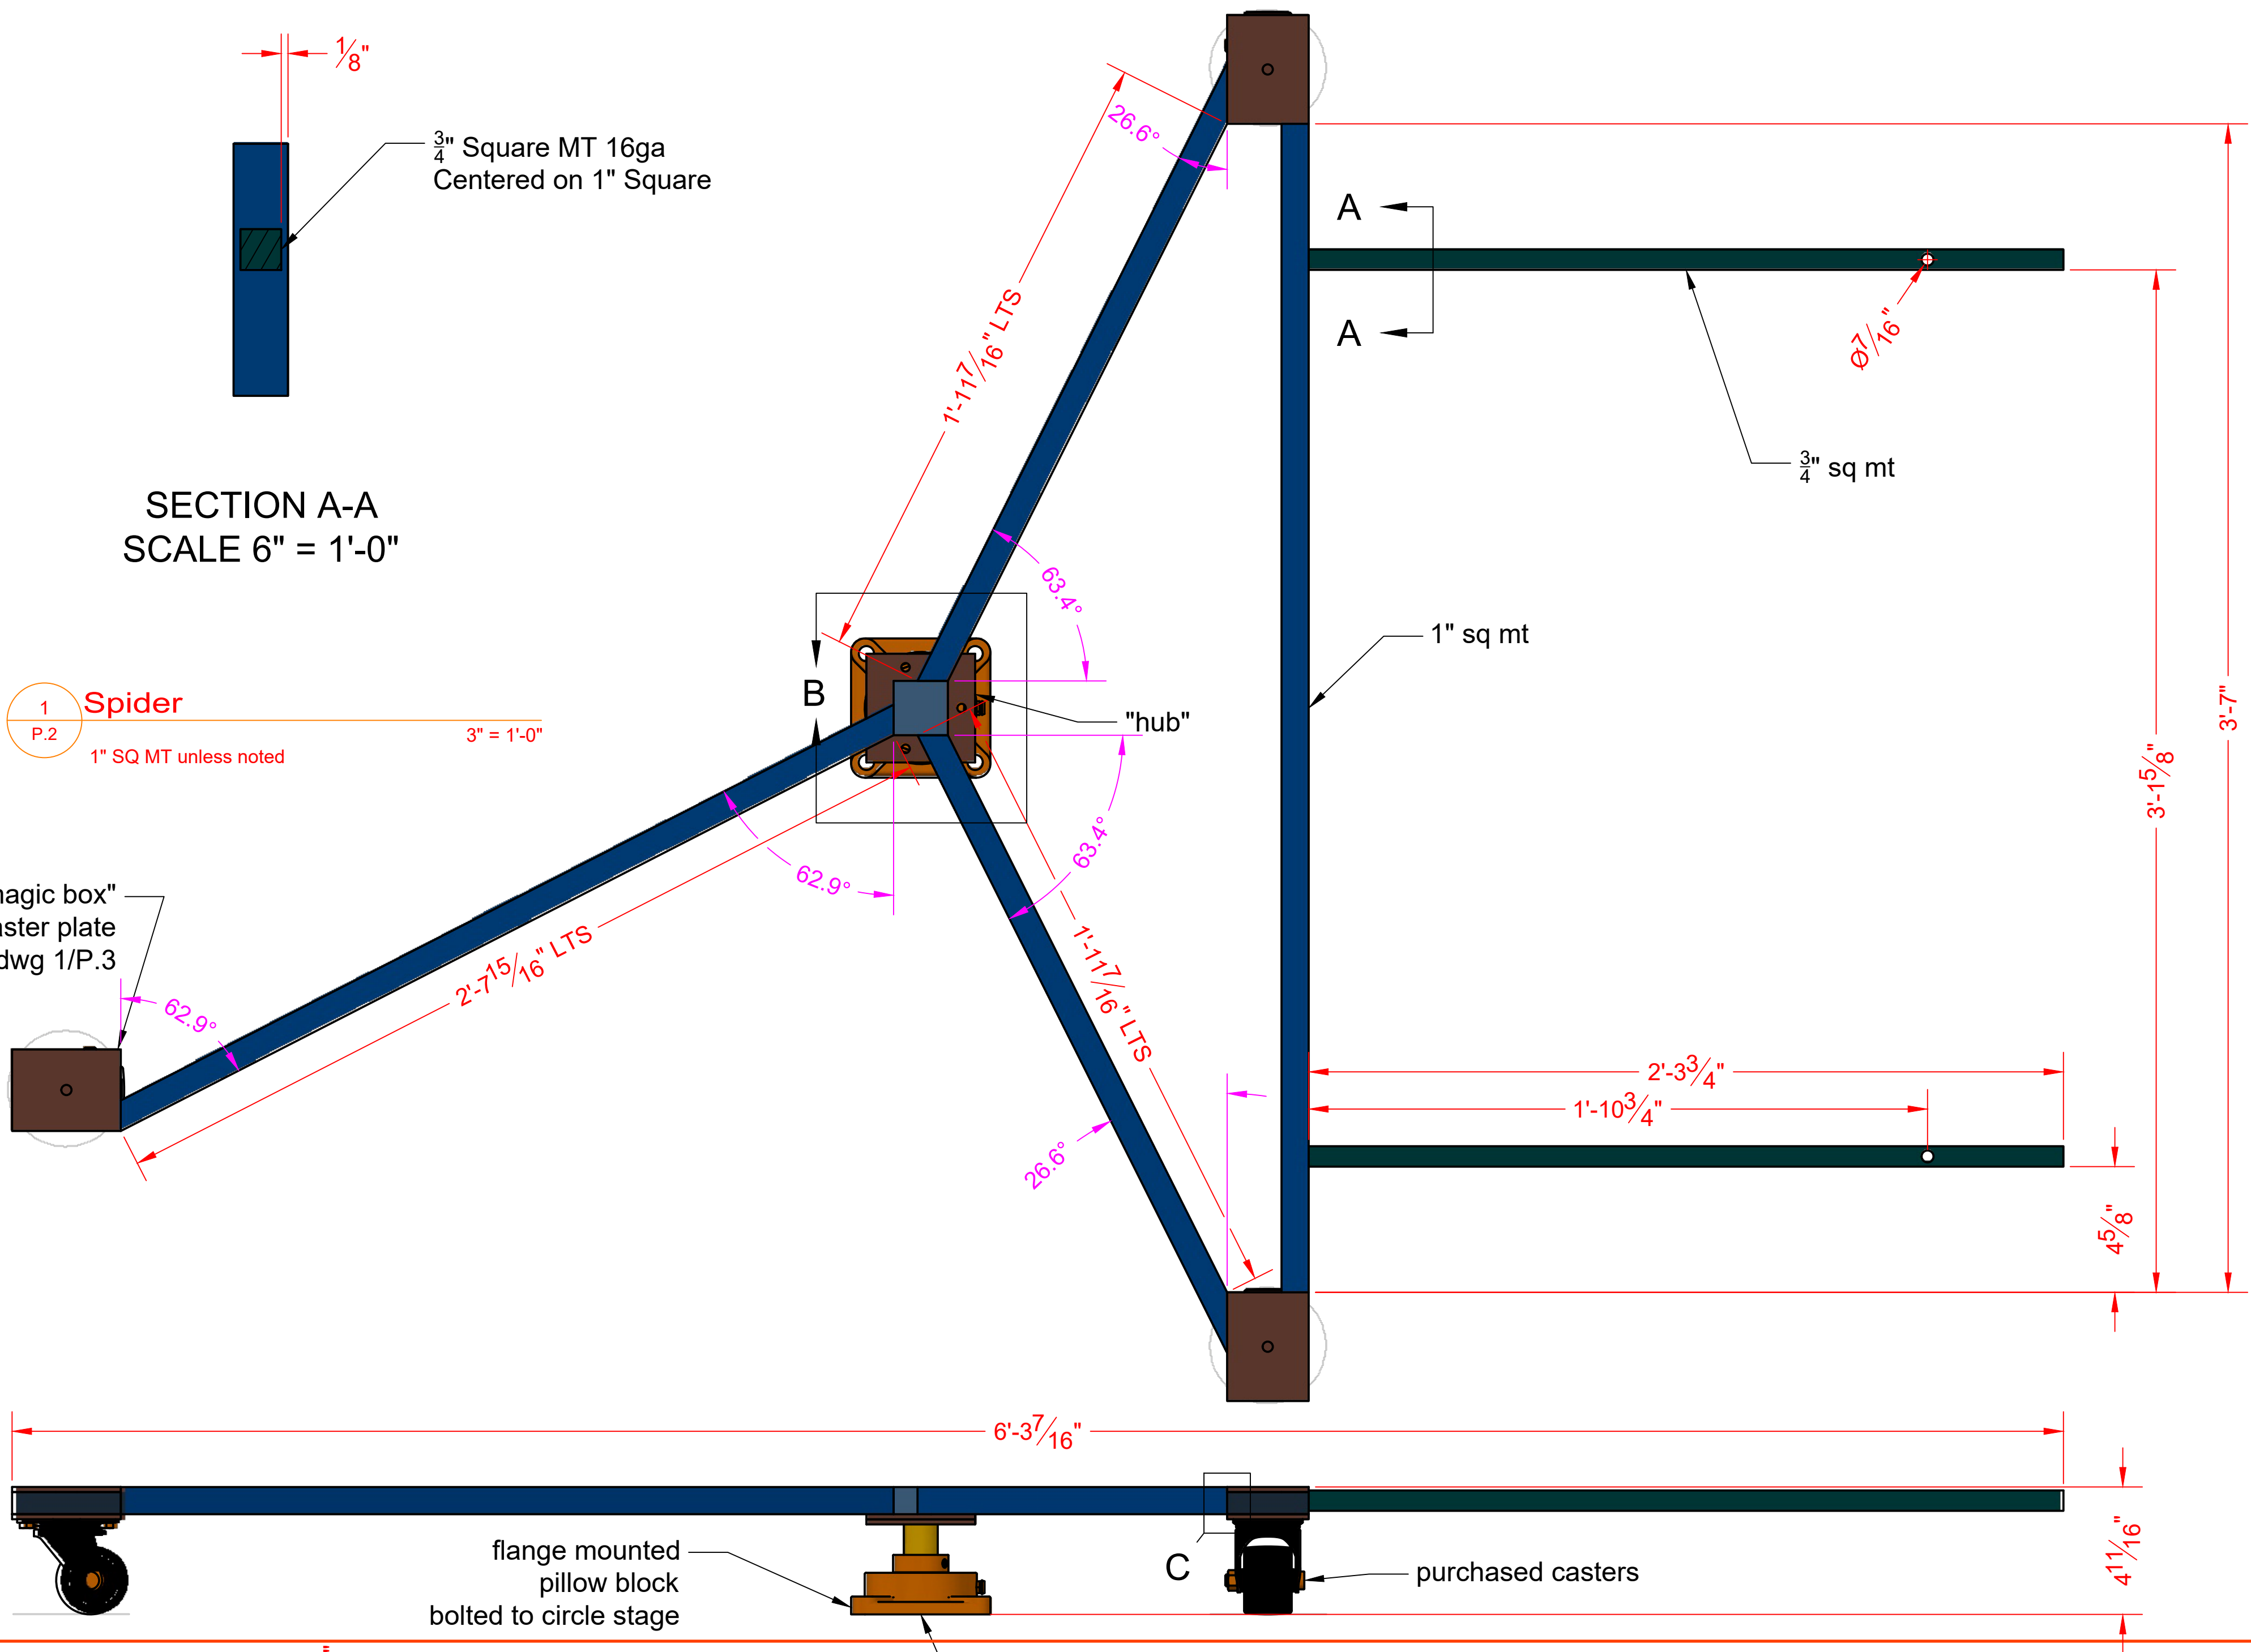 1/8"
3/4" Square MT 16ga
Centered on 1" Square
SECTION A-A
SCALE 6" = 1'-0"
1
P.2
Spider
3" = 1'-0"
1" SQ MT unless noted
26.6°
1'-11 7/16" LTS
63.4°
A
A
Ø7/16"
3/4" sq mt
1" sq mt
B
"hub"
3'-7"
3'-1 5/8"
63.4°
62.9°
2'-7 15/16" LTS
1'-11 7/16" LTS
box"
plate
dwg 1/P.3
62.9°
26.6°
2'-3 3/4"
1'-10 3/4"
4 5/8"
6'-3 7/16"
flange mounted
pillow block
bolted to circle stage
C
purchased casters
4 11/16"